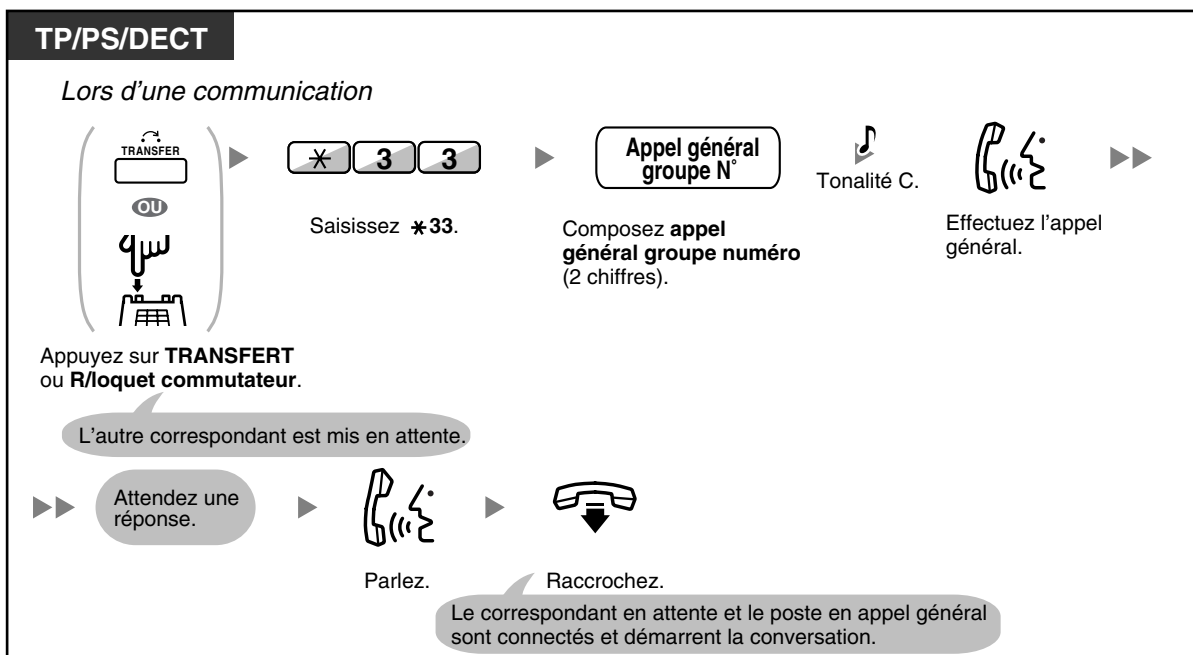 TP/PS/DECT
Lors d'une communication
TRANSFER
OU
Appuyez sur TRANSFERT
ou R/loquet commutateur.
L'autre correspondant est mis en attente.
* 3 3
Saisissez *33.
Appel général
groupe N°
Composez appel
général groupe numéro
(2 chiffres).
Tonalité C.
Effectuez l'appel
général.
Attendez une
réponse.
Parlez.
Raccrochez.
Le correspondant en attente et le poste en appel général
sont connectés et démarrent la conversation.